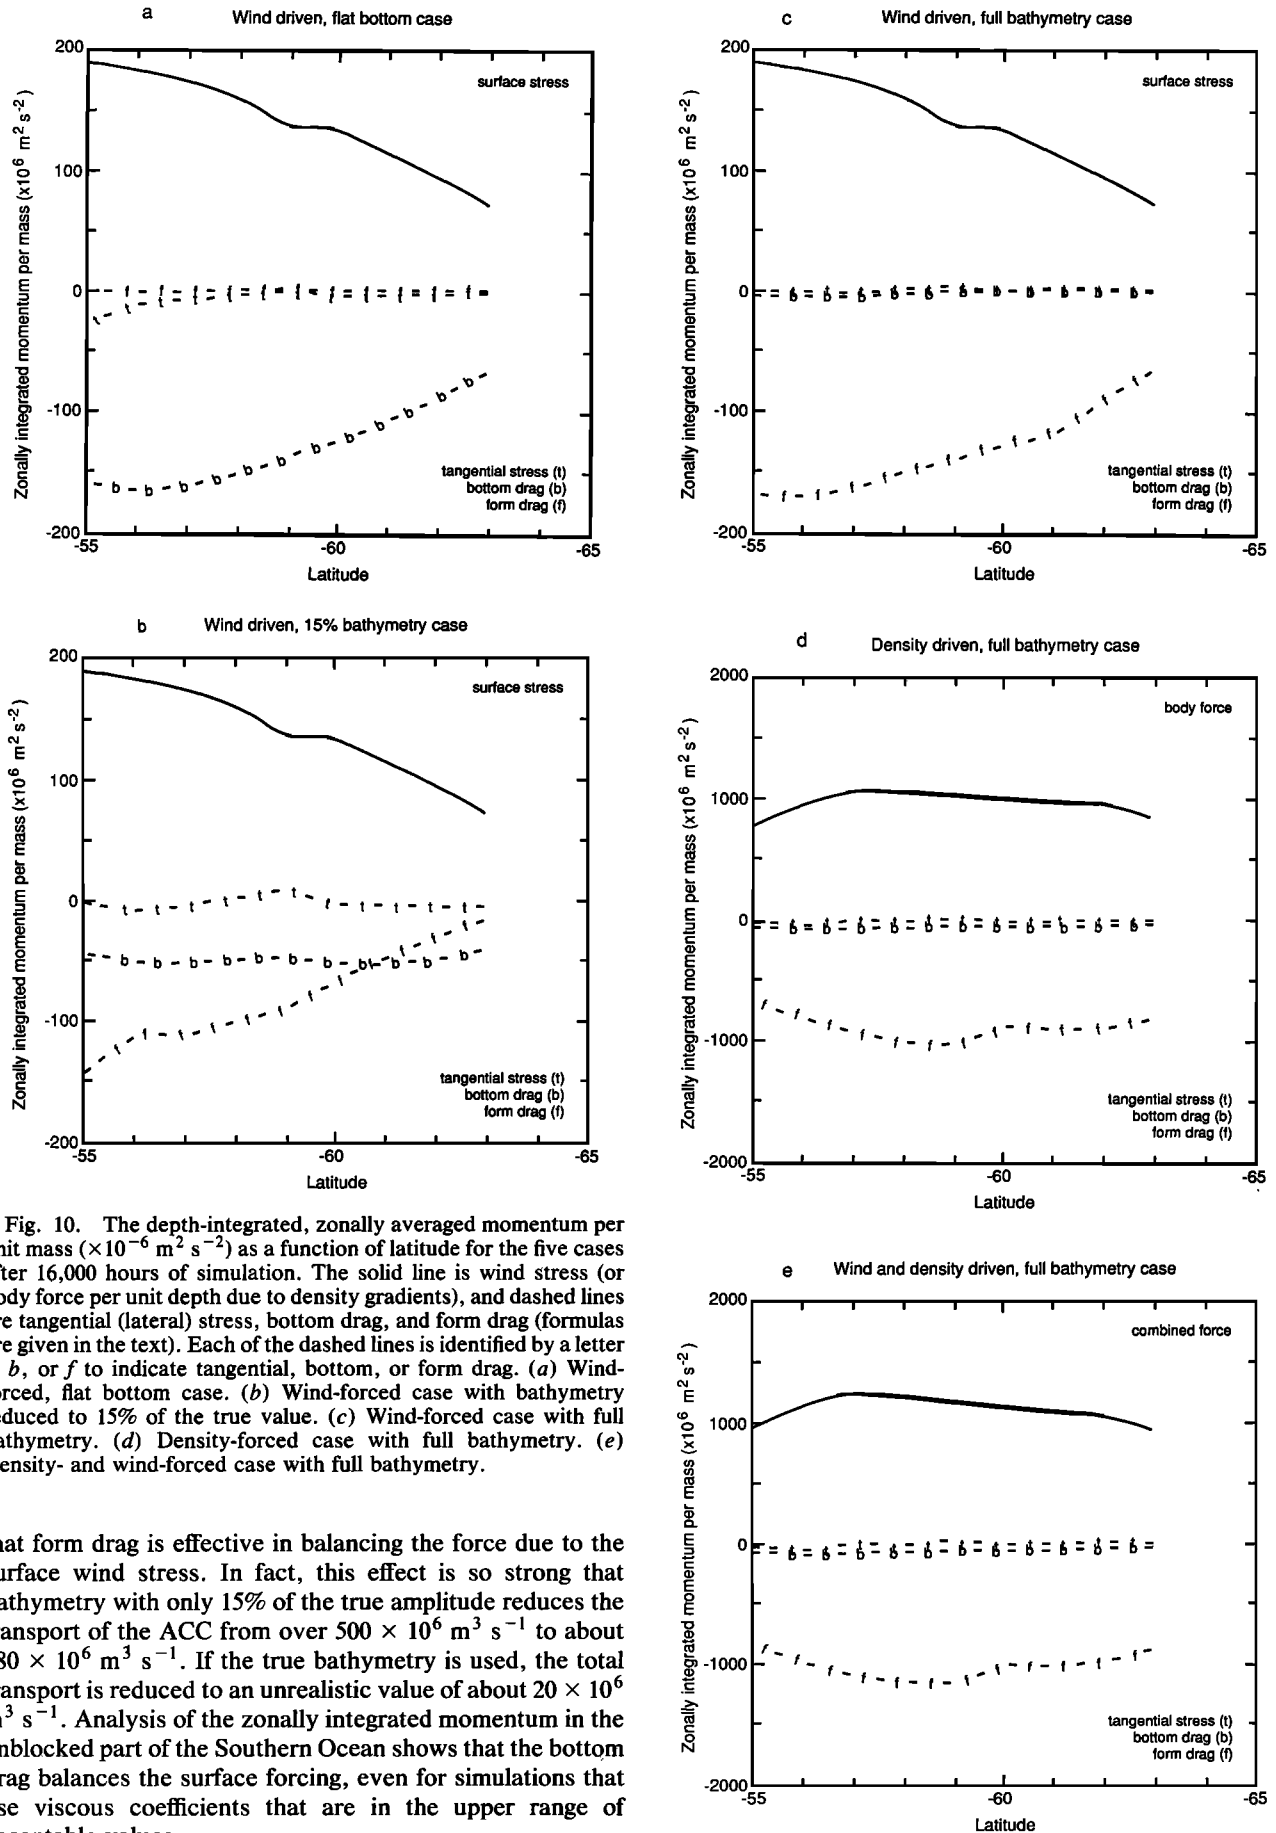 a
Wind driven, flat bottom case
200
100
0
-100
-200
surface stress
tangential stress (t)
bottom drag (b)
form drag (f)
-55
-60
-65
Latitude
Zonally integrated momentum per mass (x10⁶ m² s⁻²)
b
Wind driven, 15% bathymetry case
200
100
0
-100
-200
surface stress
tangential stress (t)
bottom drag (b)
form drag (f)
-55
-60
-65
Latitude
Zonally integrated momentum per mass (x10⁶ m² s⁻²)
Fig. 10. The depth-integrated, zonally averaged momentum per
nit mass (×10⁻⁶ m² s⁻²) as a function of latitude for the five cases
fter 16,000 hours of simulation. The solid line is wind stress (or
ody force per unit depth due to density gradients), and dashed lines
re tangential (lateral) stress, bottom drag, and form drag (formulas
re given in the text). Each of the dashed lines is identified by a letter
b, or f to indicate tangential, bottom, or form drag. (a) Wind-
orced, flat bottom case. (b) Wind-forced case with bathymetry
educed to 15% of the true value. (c) Wind-forced case with full
athymetry. (d) Density-forced case with full bathymetry. (e)
ensity- and wind-forced case with full bathymetry.
hat form drag is effective in balancing the force due to the
urface wind stress. In fact, this effect is so strong that
athymetry with only 15% of the true amplitude reduces the
ransport of the ACC from over 500 × 10⁶ m³ s⁻¹ to about
80 × 10⁶ m³ s⁻¹. If the true bathymetry is used, the total
ransport is reduced to an unrealistic value of about 20 × 10⁶
m³ s⁻¹. Analysis of the zonally integrated momentum in the
nblocked part of the Southern Ocean shows that the bottom
rag balances the surface forcing, even for simulations that
se viscous coefficients that are in the upper range of
c
Wind driven, full bathymetry case
200
100
0
-100
-200
surface stress
tangential stress (t)
bottom drag (b)
form drag (f)
-55
-60
-65
Latitude
Zonally integrated momentum per mass (x10⁶ m² s⁻²)
d
Density driven, full bathymetry case
2000
1000
0
-1000
-2000
body force
tangential stress (t)
bottom drag (b)
form drag (f)
-55
-60
-65
Latitude
Zonally integrated momentum per mass (x10⁶ m² s⁻²)
e
Wind and density driven, full bathymetry case
2000
1000
0
-1000
-2000
combined force
tangential stress (t)
bottom drag (b)
form drag (f)
-55
-60
-65
Latitude
Zonally integrated momentum per mass (x10⁶ m² s⁻²)